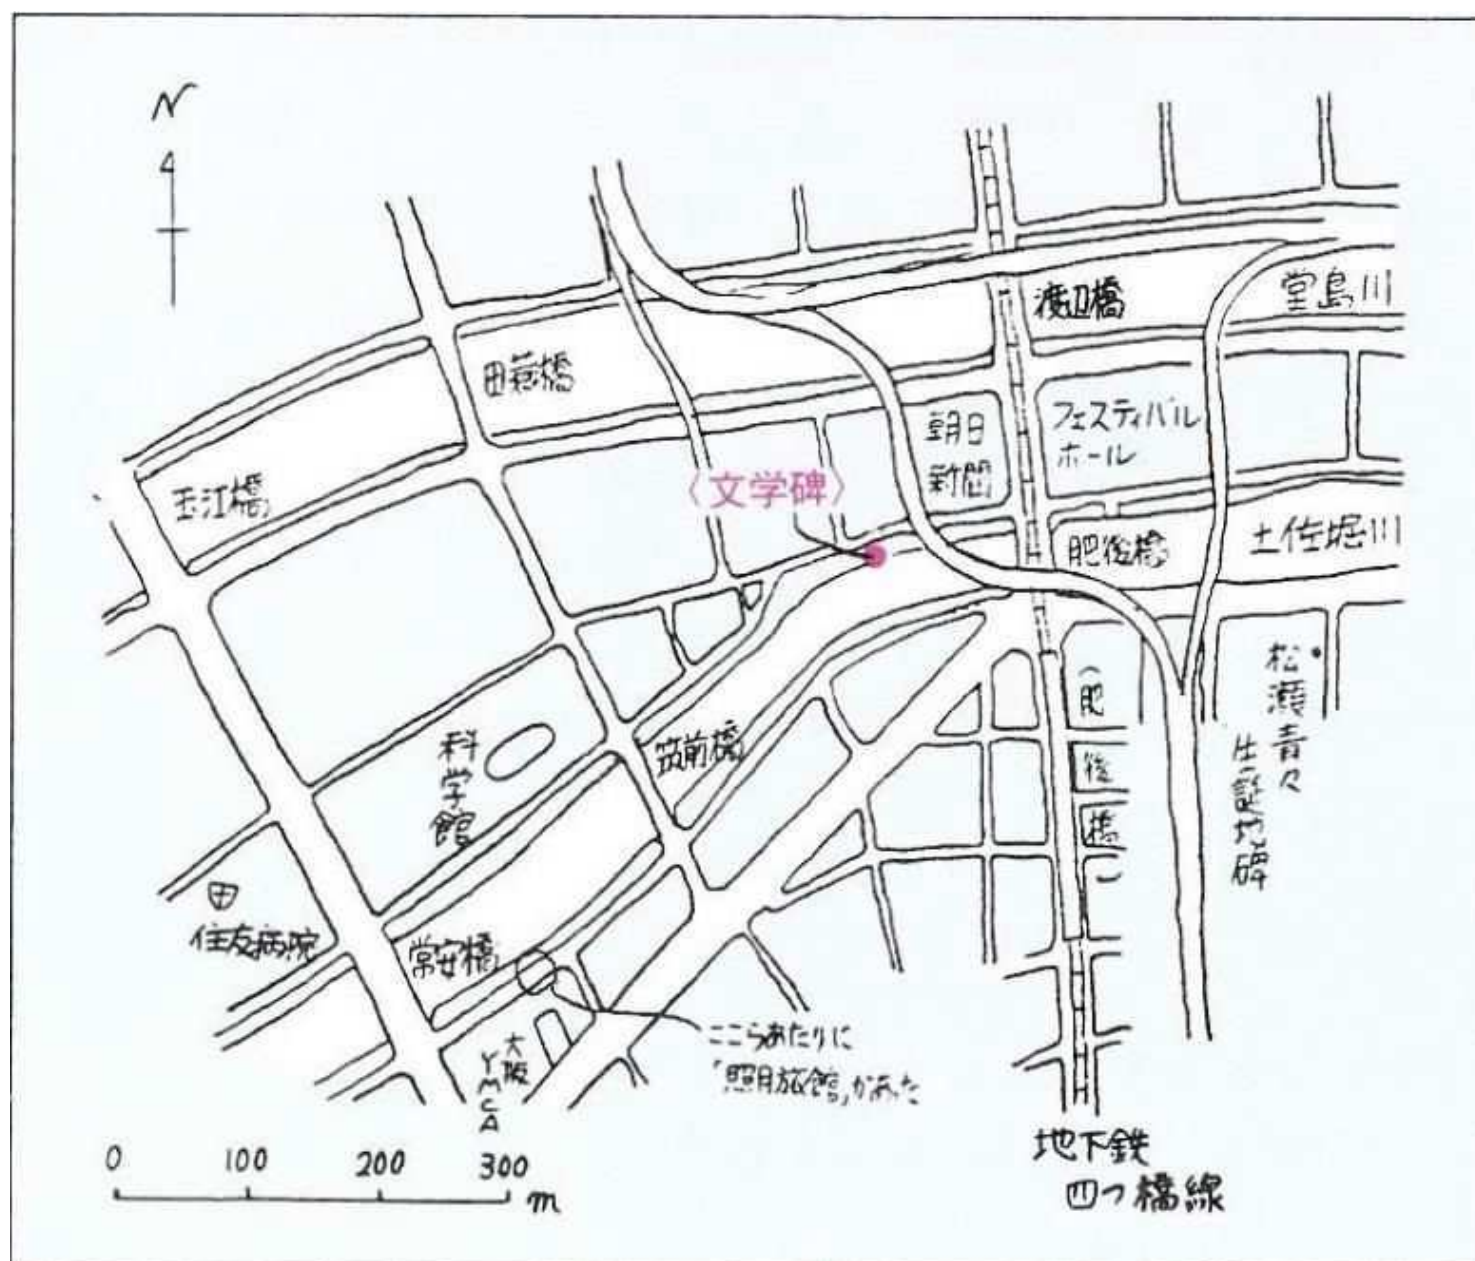 N
渡辺橋
堂島川
田蓑橋
朝日
新聞
フェスティバル
ホール
〈文学碑〉
玉江橋
肥後橋
土佐堀川
松瀬青々
生誕地碑
(肥後橋)
筑前橋
科学館
住友病院
常安橋
大阪
YMCA
ここらあたりに
「照月旅館」があった
0 100 200 300 m
地下鉄
四つ橋線